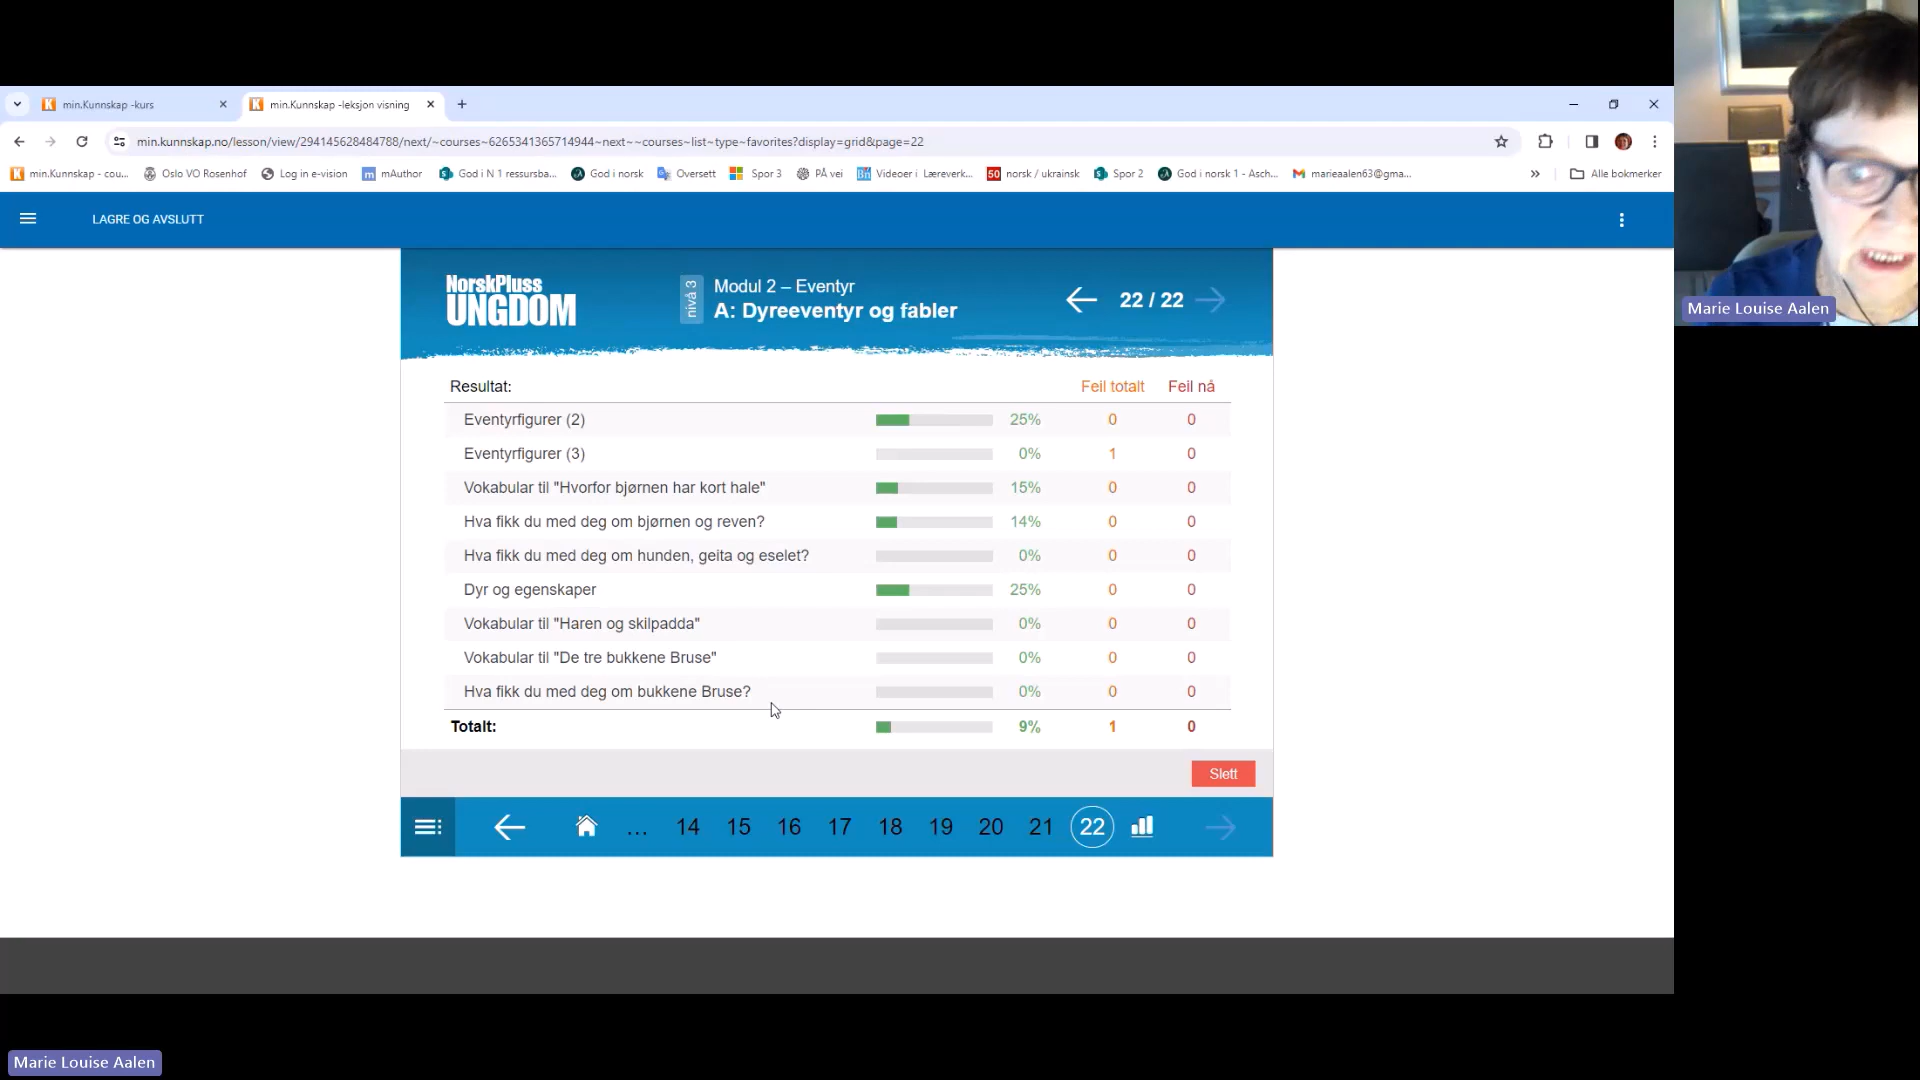 min.Kunnskap -kurs
min.Kunnskap -leksjon visning
min.kunnskap.no/lesson/view/294145628484788/next/~courses~6265341365714944~next~~courses~list~type~favorites?display=grid&page=22
min.Kunnskap - cou... Oslo VO Rosenhof Log in e-vision mAuthor God i N 1 ressursba... God i norsk Oversett Spor 3 PÅ vei Videoer i Læreverk... 50 norsk / ukrainsk Spor 2 God i norsk 1 - Asch... marieaalen63@gma... » Alle bokmerker
LAGRE OG AVSLUTT
NorskPluss
UNGDOM
nivå 3
Modul 2 – Eventyr
A: Dyreeventyr og fabler
22 / 22
Resultat: Feil totalt Feil nå
Eventyrfigurer (2) 25% 0 0
Eventyrfigurer (3) 0% 1 0
Vokabular til "Hvorfor bjørnen har kort hale" 15% 0 0
Hva fikk du med deg om bjørnen og reven? 14% 0 0
Hva fikk du med deg om hunden, geita og eselet? 0% 0 0
Dyr og egenskaper 25% 0 0
Vokabular til "Haren og skilpadda" 0% 0 0
Vokabular til "De tre bukkene Bruse" 0% 0 0
Hva fikk du med deg om bukkene Bruse? 0% 0 0
Totalt: 9% 1 0
Slett
... 14 15 16 17 18 19 20 21 22
Marie Louise Aalen
Marie Louise Aalen